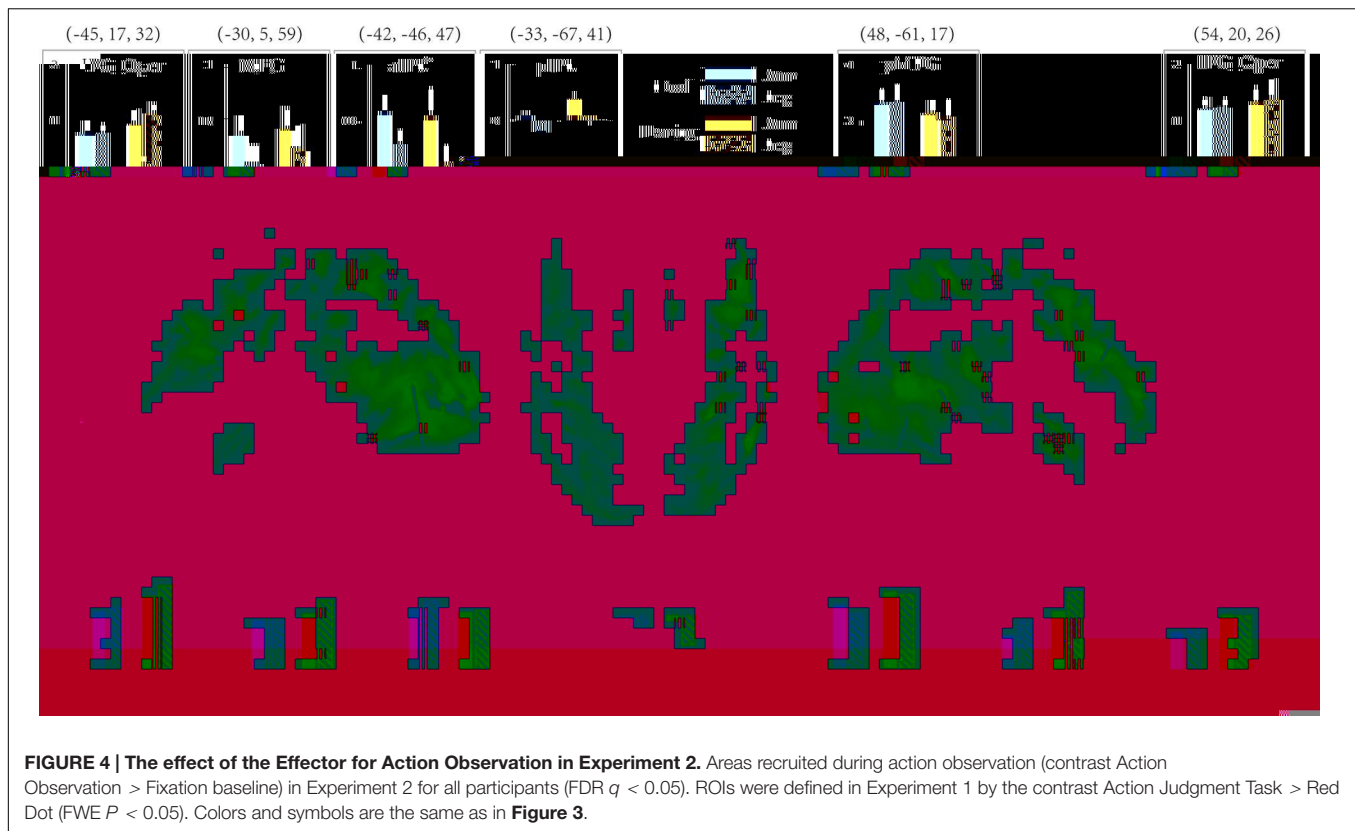 (-45, 17, 32) (-30, 5, 59) (-42, -46, 47) (-33, -67, 41) (48, -61, 17) (54, 20, 26)
FIGURE 4 | The effect of the Effector for Action Observation in Experiment 2. Areas recruited during action observation (contrast Action
Observation > Fixation baseline) in Experiment 2 for all participants (FDR q < 0.05). ROIs were defined in Experiment 1 by the contrast Action Judgment Task > Red
Dot (FWE P < 0.05). Colors and symbols are the same as in Figure 3.